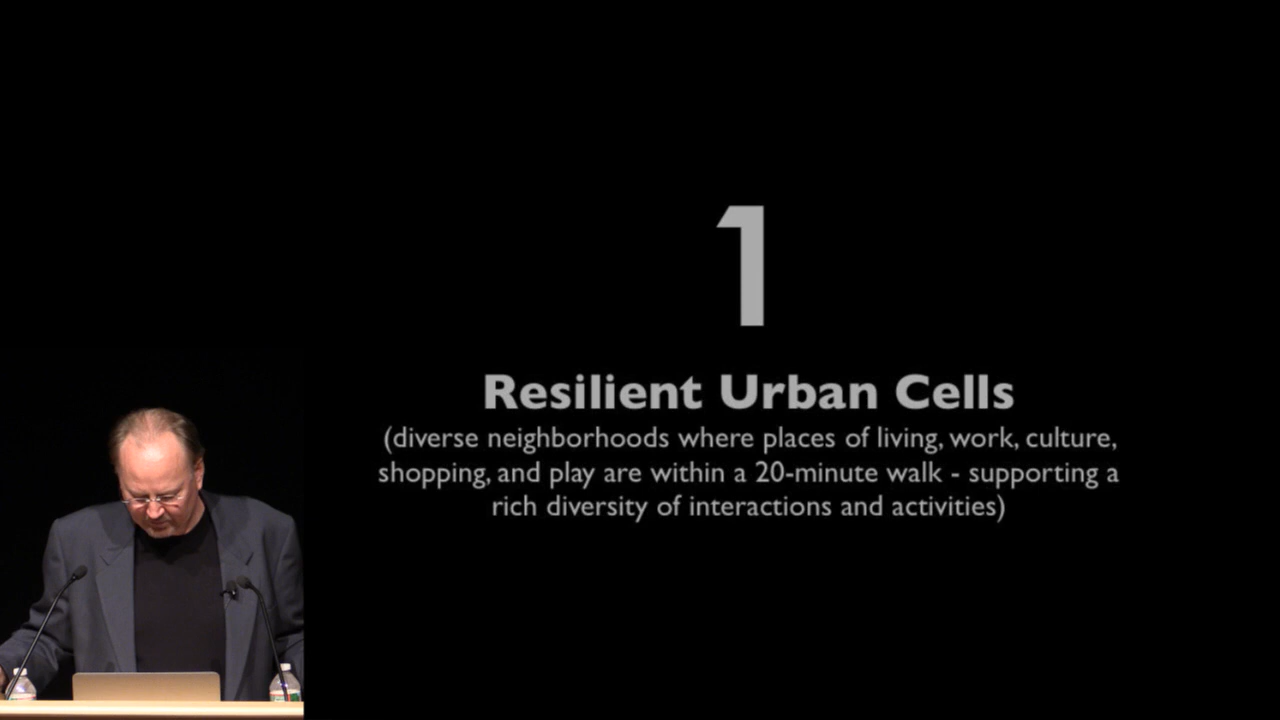 1
Resilient Urban Cells
(diverse neighborhoods where places of living, work, culture,
shopping, and play are within a 20-minute walk - supporting a
rich diversity of interactions and activities)